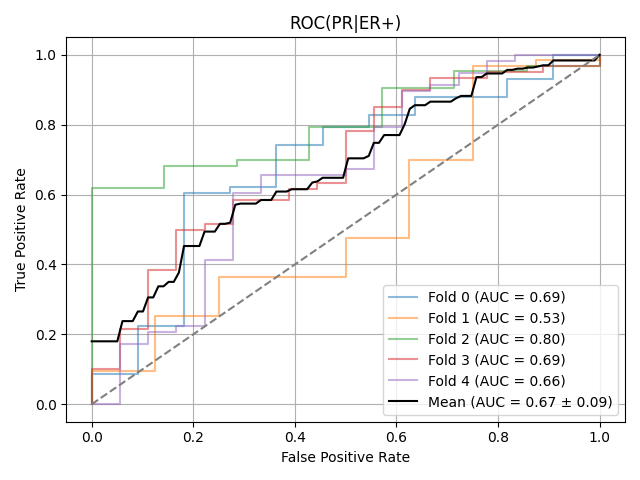 ROC(PR|ER+)
True Positive Rate
1.0
0.8
0.6
0.4
0.2
0.0
Fold 0 (AUC = 0.69)
Fold 1 (AUC = 0.53)
Fold 2 (AUC = 0.80)
Fold 3 (AUC = 0.69)
Fold 4 (AUC = 0.66)
Mean (AUC = 0.67 ± 0.09)
0.0 0.2 0.4 0.6 0.8 1.0
False Positive Rate